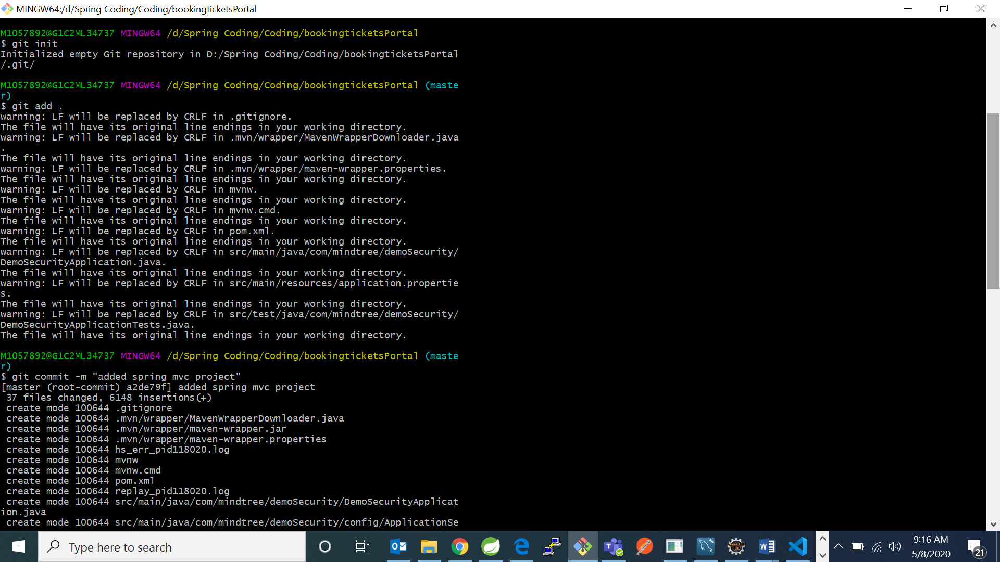 MINGW64:/d/Spring Coding/Coding/bookingticketsPortal
M1057892@G1C2ML34737 MINGW64 /d/Spring Coding/Coding/bookingticketsPortal
$ git init
Initialized empty Git repository in D:/Spring Coding/Coding/bookingticketsPortal
/.git/
M1057892@G1C2ML34737 MINGW64 /d/Spring Coding/Coding/bookingticketsPortal (maste
r)
$ git add .
warning: LF will be replaced by CRLF in .gitignore.
The file will have its original line endings in your working directory.
warning: LF will be replaced by CRLF in .mvn/wrapper/MavenWrapperDownloader.java
.
The file will have its original line endings in your working directory.
warning: LF will be replaced by CRLF in .mvn/wrapper/maven-wrapper.properties.
The file will have its original line endings in your working directory.
warning: LF will be replaced by CRLF in mvnw.
The file will have its original line endings in your working directory.
warning: LF will be replaced by CRLF in mvnw.cmd.
The file will have its original line endings in your working directory.
warning: LF will be replaced by CRLF in pom.xml.
The file will have its original line endings in your working directory.
warning: LF will be replaced by CRLF in src/main/java/com/mindtree/demoSecurity/
DemoSecurityApplication.java.
The file will have its original line endings in your working directory.
warning: LF will be replaced by CRLF in src/main/resources/application.propertie
s.
The file will have its original line endings in your working directory.
warning: LF will be replaced by CRLF in src/test/java/com/mindtree/demoSecurity/
DemoSecurityApplicationTests.java.
The file will have its original line endings in your working directory.
M1057892@G1C2ML34737 MINGW64 /d/Spring Coding/Coding/bookingticketsPortal (maste
r)
$ git commit -m "added spring mvc project"
[master (root-commit) a2de79f] added spring mvc project
 37 files changed, 6148 insertions(+)
 create mode 100644 .gitignore
 create mode 100644 .mvn/wrapper/MavenWrapperDownloader.java
 create mode 100644 .mvn/wrapper/maven-wrapper.jar
 create mode 100644 .mvn/wrapper/maven-wrapper.properties
 create mode 100644 hs_err_pid118020.log
 create mode 100644 mvnw
 create mode 100644 mvnw.cmd
 create mode 100644 pom.xml
 create mode 100644 replay_pid118020.log
 create mode 100644 src/main/java/com/mindtree/demoSecurity/DemoSecurityApplicat
ion.java
 create mode 100644 src/main/java/com/mindtree/demoSecurity/config/ApplicationSe
Type here to search
9:16 AM
5/8/2020
21